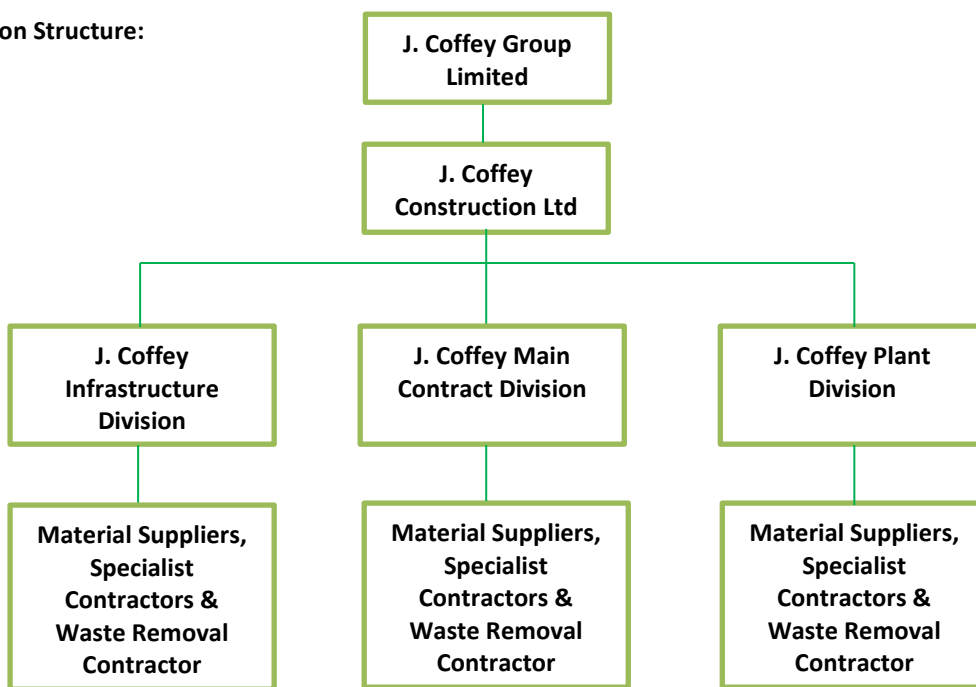 on Structure:
J. Coffey Group
Limited
J. Coffey
Construction Ltd
J. Coffey
Infrastructure
Division
J. Coffey Main
Contract Division
J. Coffey Plant
Division
Material Suppliers,
Specialist
Contractors &
Waste Removal
Contractor
Material Suppliers,
Specialist
Contractors &
Waste Removal
Contractor
Material Suppliers,
Specialist
Contractors &
Waste Removal
Contractor